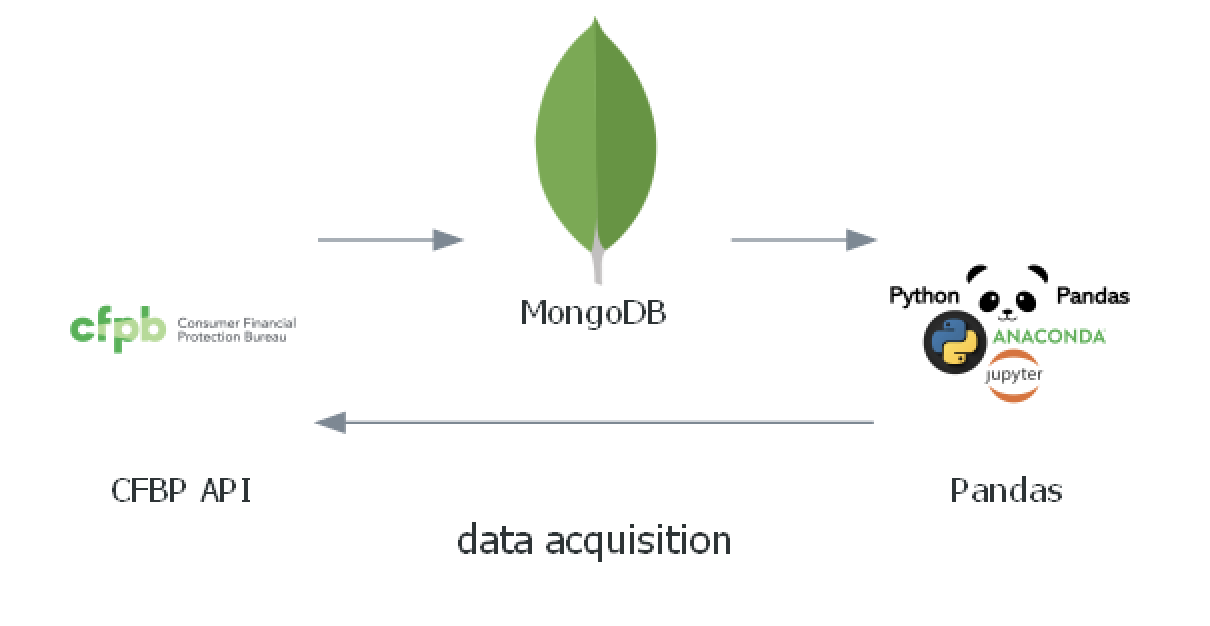 MongoDB
cfpb Consumer Financial
Protection Bureau
Python Pandas
ANACONDA
jupyter
CFBP API
Pandas
data acquisition